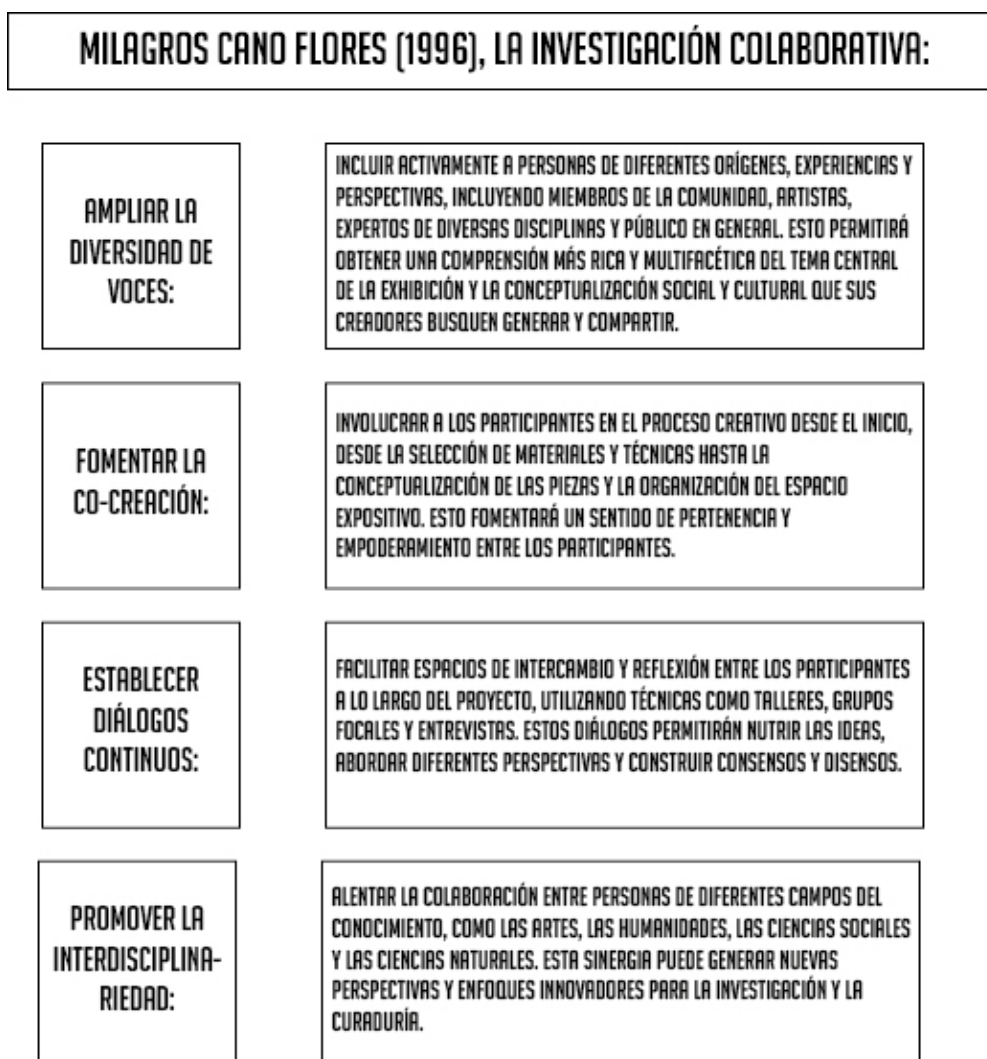 MILAGROS CANO FLORES (1996), LA INVESTIGACIÓN COLABORATIVA:
AMPLIAR LA
DIVERSIDAD DE
VOCES:
INCLUIR ACTIVAMENTE A PERSONAS DE DIFERENTES ORÍGENES, EXPERIENCIAS Y
PERSPECTIVAS, INCLUYENDO MIEMBROS DE LA COMUNIDAD, ARTISTAS,
EXPERTOS DE DIVERSAS DISCIPLINAS Y PÚBLICO EN GENERAL. ESTO PERMITIRÁ
OBTENER UNA COMPRENSIÓN MÁS RICA Y MULTIFACÉTICA DEL TEMA CENTRAL
DE LA EXHIBICIÓN Y LA CONCEPTUALIZACIÓN SOCIAL Y CULTURAL QUE SUS
CREADORES BUSQUEN GENERAR Y COMPARTIR.
FOMENTAR LA
CO-CREACIÓN:
INVOLUCRAR A LOS PARTICIPANTES EN EL PROCESO CREATIVO DESDE EL INICIO,
DESDE LA SELECCIÓN DE MATERIALES Y TÉCNICAS HASTA LA
CONCEPTUALIZACIÓN DE LAS PIEZAS Y LA ORGANIZACIÓN DEL ESPACIO
EXPOSITIVO. ESTO FOMENTARÁ UN SENTIDO DE PERTENENCIA Y
EMPODERAMIENTO ENTRE LOS PARTICIPANTES.
ESTABLECER
DIÁLOGOS
CONTINUOS:
FACILITAR ESPACIOS DE INTERCAMBIO Y REFLEXIÓN ENTRE LOS PARTICIPANTES
A LO LARGO DEL PROYECTO, UTILIZANDO TÉCNICAS COMO TALLERES, GRUPOS
FOCALES Y ENTREVISTAS. ESTOS DIÁLOGOS PERMITIRÁN NUTRIR LAS IDEAS,
ABORDAR DIFERENTES PERSPECTIVAS Y CONSTRUIR CONSENSOS Y DISENSOS.
PROMOVER LA
INTERDISCIPLINA-
RIEDAD:
ALENTAR LA COLABORACIÓN ENTRE PERSONAS DE DIFERENTES CAMPOS DEL
CONOCIMIENTO, COMO LAS ARTES, LAS HUMANIDADES, LAS CIENCIAS SOCIALES
Y LAS CIENCIAS NATURALES. ESTA SINERGIA PUEDE GENERAR NUEVAS
PERSPECTIVAS Y ENFOQUES INNOVADORES PARA LA INVESTIGACIÓN Y LA
CURADURÍA.